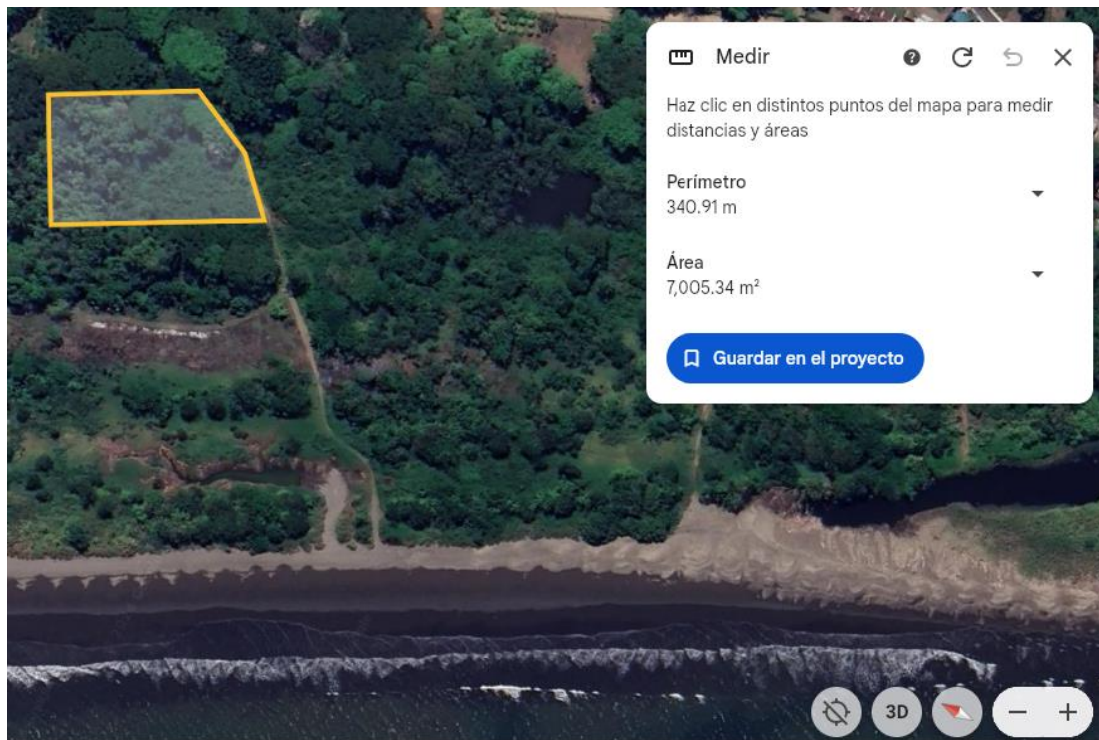 Medir
Haz clic en distintos puntos del mapa para medir
distancias y áreas
Perímetro
340.91 m
Área
7,005.34 m²
Guardar en el proyecto
3D